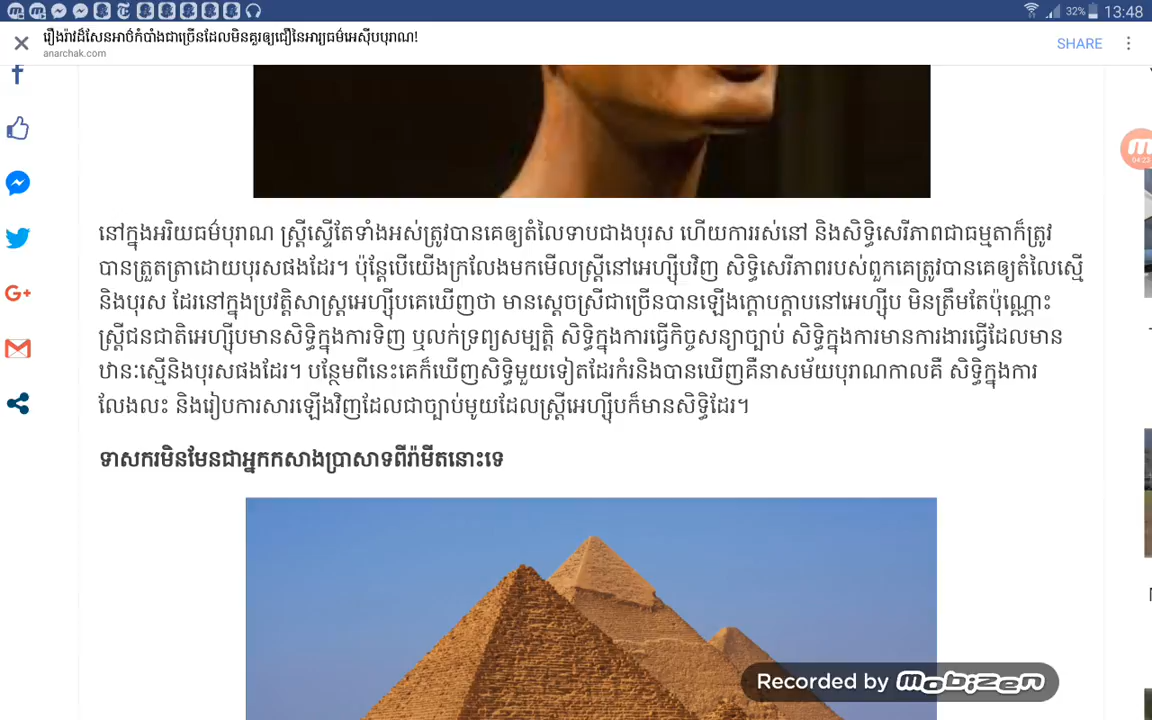 32% 13:48
រឿងរ៉ាវដ៏សែនអាថ៌កំបាំងជាច្រើនដែលមិនគួរឲ្យជឿនៃអារ្យធម៌អេស៊ីបបុរាណ!
anarchak.com
SHARE
04:23
នៅក្នុងអរិយធម៌បុរាណ ស្ត្រីស្ទើតែទាំងអស់ត្រូវបានគេឲ្យតំលៃទាបជាងបុរស ហើយការរស់នៅ និងសិទ្ធិសេរីភាពជាធម្មតាក៏ត្រូវ
បានត្រួតត្រាដោយបុរសផងដែរ។ ប៉ុន្តែបើយើងក្រលែងមកមើលស្ត្រីនៅអេហ្ស៊ីបវិញ សិទ្ធិសេរីភាពរបស់ពួកគេត្រូវបានគេឲ្យតំលៃស្មើ
និងបុរស ដែរនៅក្នុងប្រវត្តិសាស្ត្រអេហ្ស៊ីបគេឃើញថា មានស្តេចស្រីជាច្រើនបានឡើងក្តោបក្តាបនៅអេហ្ស៊ីប មិនត្រឹមតែប៉ុណ្ណោះ
ស្ត្រីជនជាតិអេហ្ស៊ីបមានសិទ្ធិក្នុងការទិញ ឬលក់ទ្រព្យសម្បត្តិ សិទ្ធិក្នុងការធ្វើកិច្ចសន្យាច្បាប់ សិទ្ធិក្នុងការមានការងារធ្វើដែលមាន
ឋានៈស្មើនិងបុរសផងដែរ។ បន្ថែមពីនេះគេក៏ឃើញសិទ្ធិមួយទៀតដែរកំរនិងបានឃើញគឺនាសម័យបុរាណកាលគឺ សិទ្ធិក្នុងការ
លែងលះ និងរៀបការសារឡើងវិញដែលជាច្បាប់មូយដែលស្ត្រីអេហ្ស៊ីបក៏មានសិទ្ធិដែរ។
ទាសករមិនមែនជាអ្នកកសាងប្រាសាទពីរ៉ាមីតនោះទេ
Recorded by mobizen